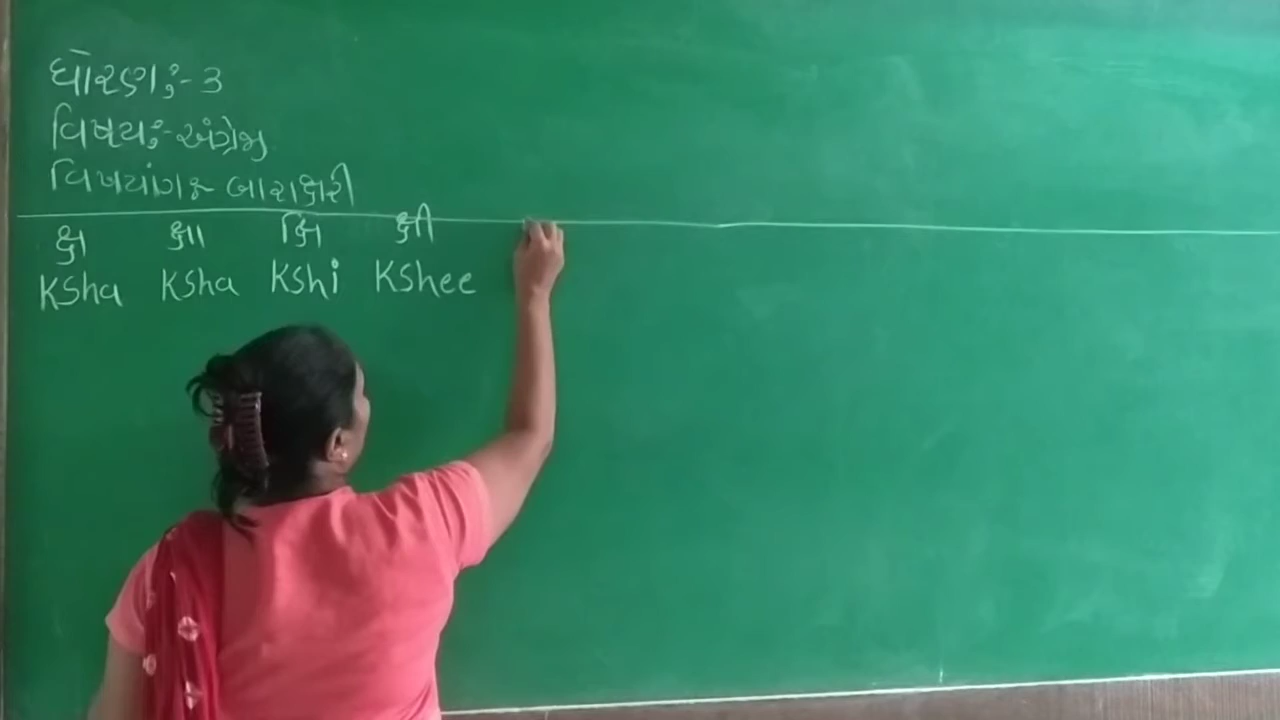 ધોરણ:- 3
વિષય:- અંગ્રેજી
વિષયાંગ:- બારાક્ષરી
ક્ષ ક્ષા ક્ષિ ક્ષી
Ksha Ksha Kshi Kshee